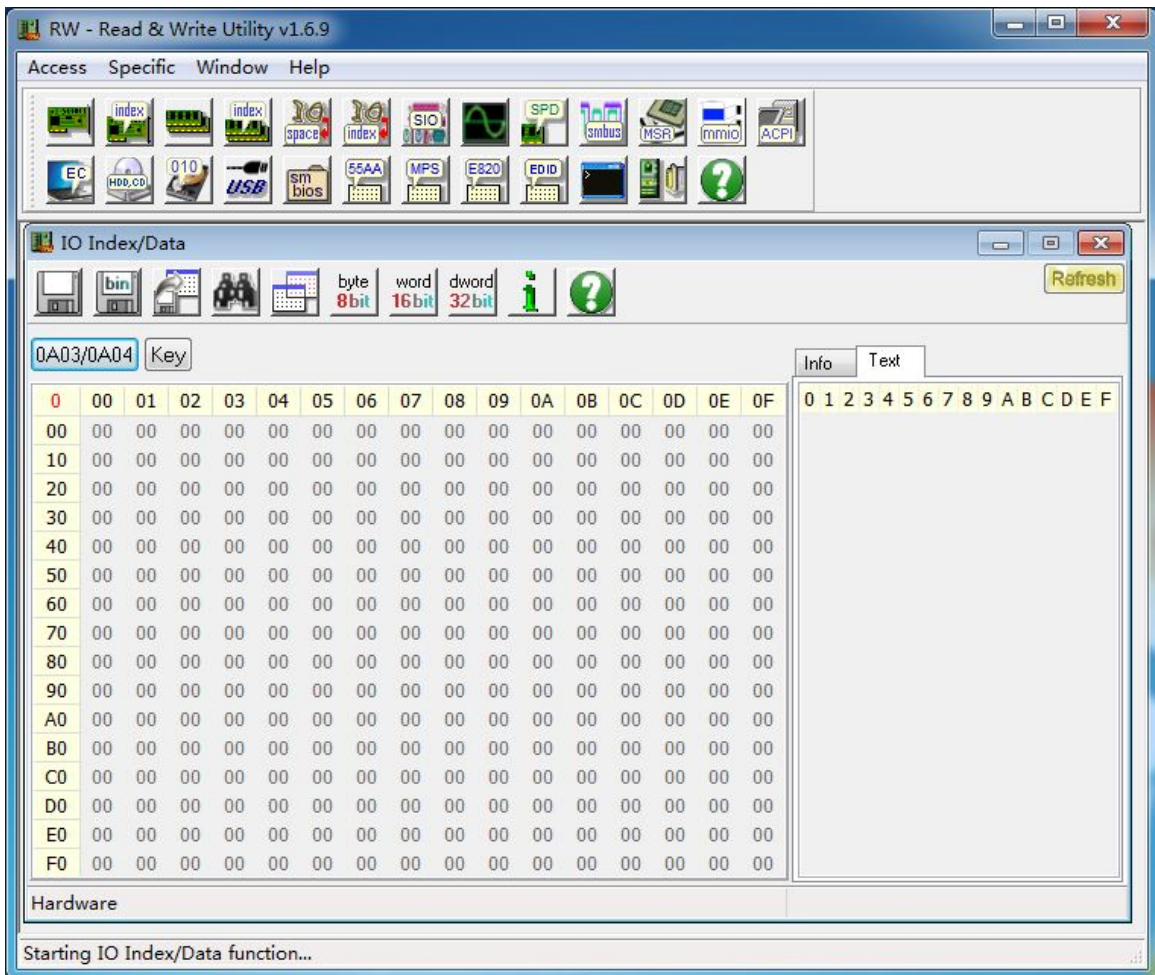 RW - Read & Write Utility v1.6.9
Access Specific Window Help
index index space index SIO SPD smbus MSR mmio ACPI
EC HDD,CD 010 USB sm bios 55AA MPS E820 EDID
IO Index/Data
bin byte 8bit word 16bit dword 32bit Refresh
0A03/0A04 Key Info Text
0 00 01 02 03 04 05 06 07 08 09 0A 0B 0C 0D 0E 0F 0 1 2 3 4 5 6 7 8 9 A B C D E F
00 00 00 00 00 00 00 00 00 00 00 00 00 00 00 00 00
10 00 00 00 00 00 00 00 00 00 00 00 00 00 00 00 00
20 00 00 00 00 00 00 00 00 00 00 00 00 00 00 00 00
30 00 00 00 00 00 00 00 00 00 00 00 00 00 00 00 00
40 00 00 00 00 00 00 00 00 00 00 00 00 00 00 00 00
50 00 00 00 00 00 00 00 00 00 00 00 00 00 00 00 00
60 00 00 00 00 00 00 00 00 00 00 00 00 00 00 00 00
70 00 00 00 00 00 00 00 00 00 00 00 00 00 00 00 00
80 00 00 00 00 00 00 00 00 00 00 00 00 00 00 00 00
90 00 00 00 00 00 00 00 00 00 00 00 00 00 00 00 00
A0 00 00 00 00 00 00 00 00 00 00 00 00 00 00 00 00
B0 00 00 00 00 00 00 00 00 00 00 00 00 00 00 00 00
C0 00 00 00 00 00 00 00 00 00 00 00 00 00 00 00 00
D0 00 00 00 00 00 00 00 00 00 00 00 00 00 00 00 00
E0 00 00 00 00 00 00 00 00 00 00 00 00 00 00 00 00
F0 00 00 00 00 00 00 00 00 00 00 00 00 00 00 00 00
Hardware
Starting IO Index/Data function...